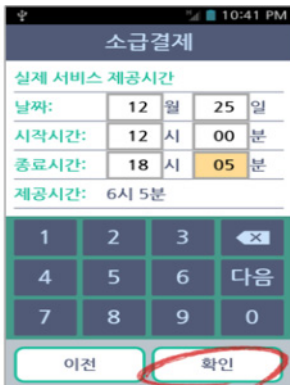 10:41 PM
소급결제
실제 서비스 제공시간
날짜: 12 월 25 일
시작시간: 12 시 00 분
종료시간: 18 시 05 분
제공시간: 6시 5분
1 2 3
4 5 6 다음
7 8 9 0
이전 확인